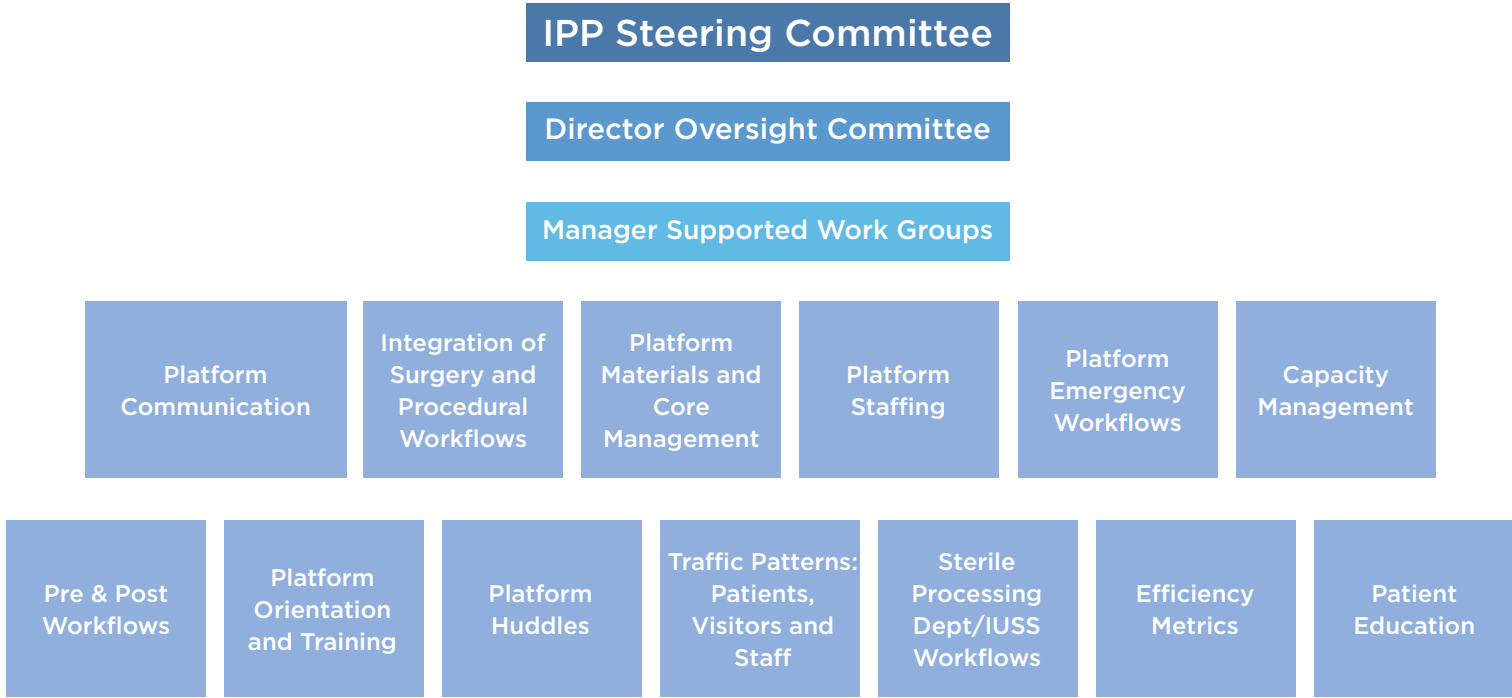 IPP Steering Committee
Director Oversight Committee
Manager Supported Work Groups
Platform
Communication
Integration of
Surgery and
Procedural
Workflows
Platform
Materials and
Core
Management
Platform
Staffing
Platform
Emergency
Workflows
Capacity
Management
Pre & Post
Workflows
Platform
Orientation
and Training
Platform
Huddles
Traffic Patterns:
Patients,
Visitors and
Staff
Sterile
Processing
Dept/IUSS
Workflows
Efficiency
Metrics
Patient
Education